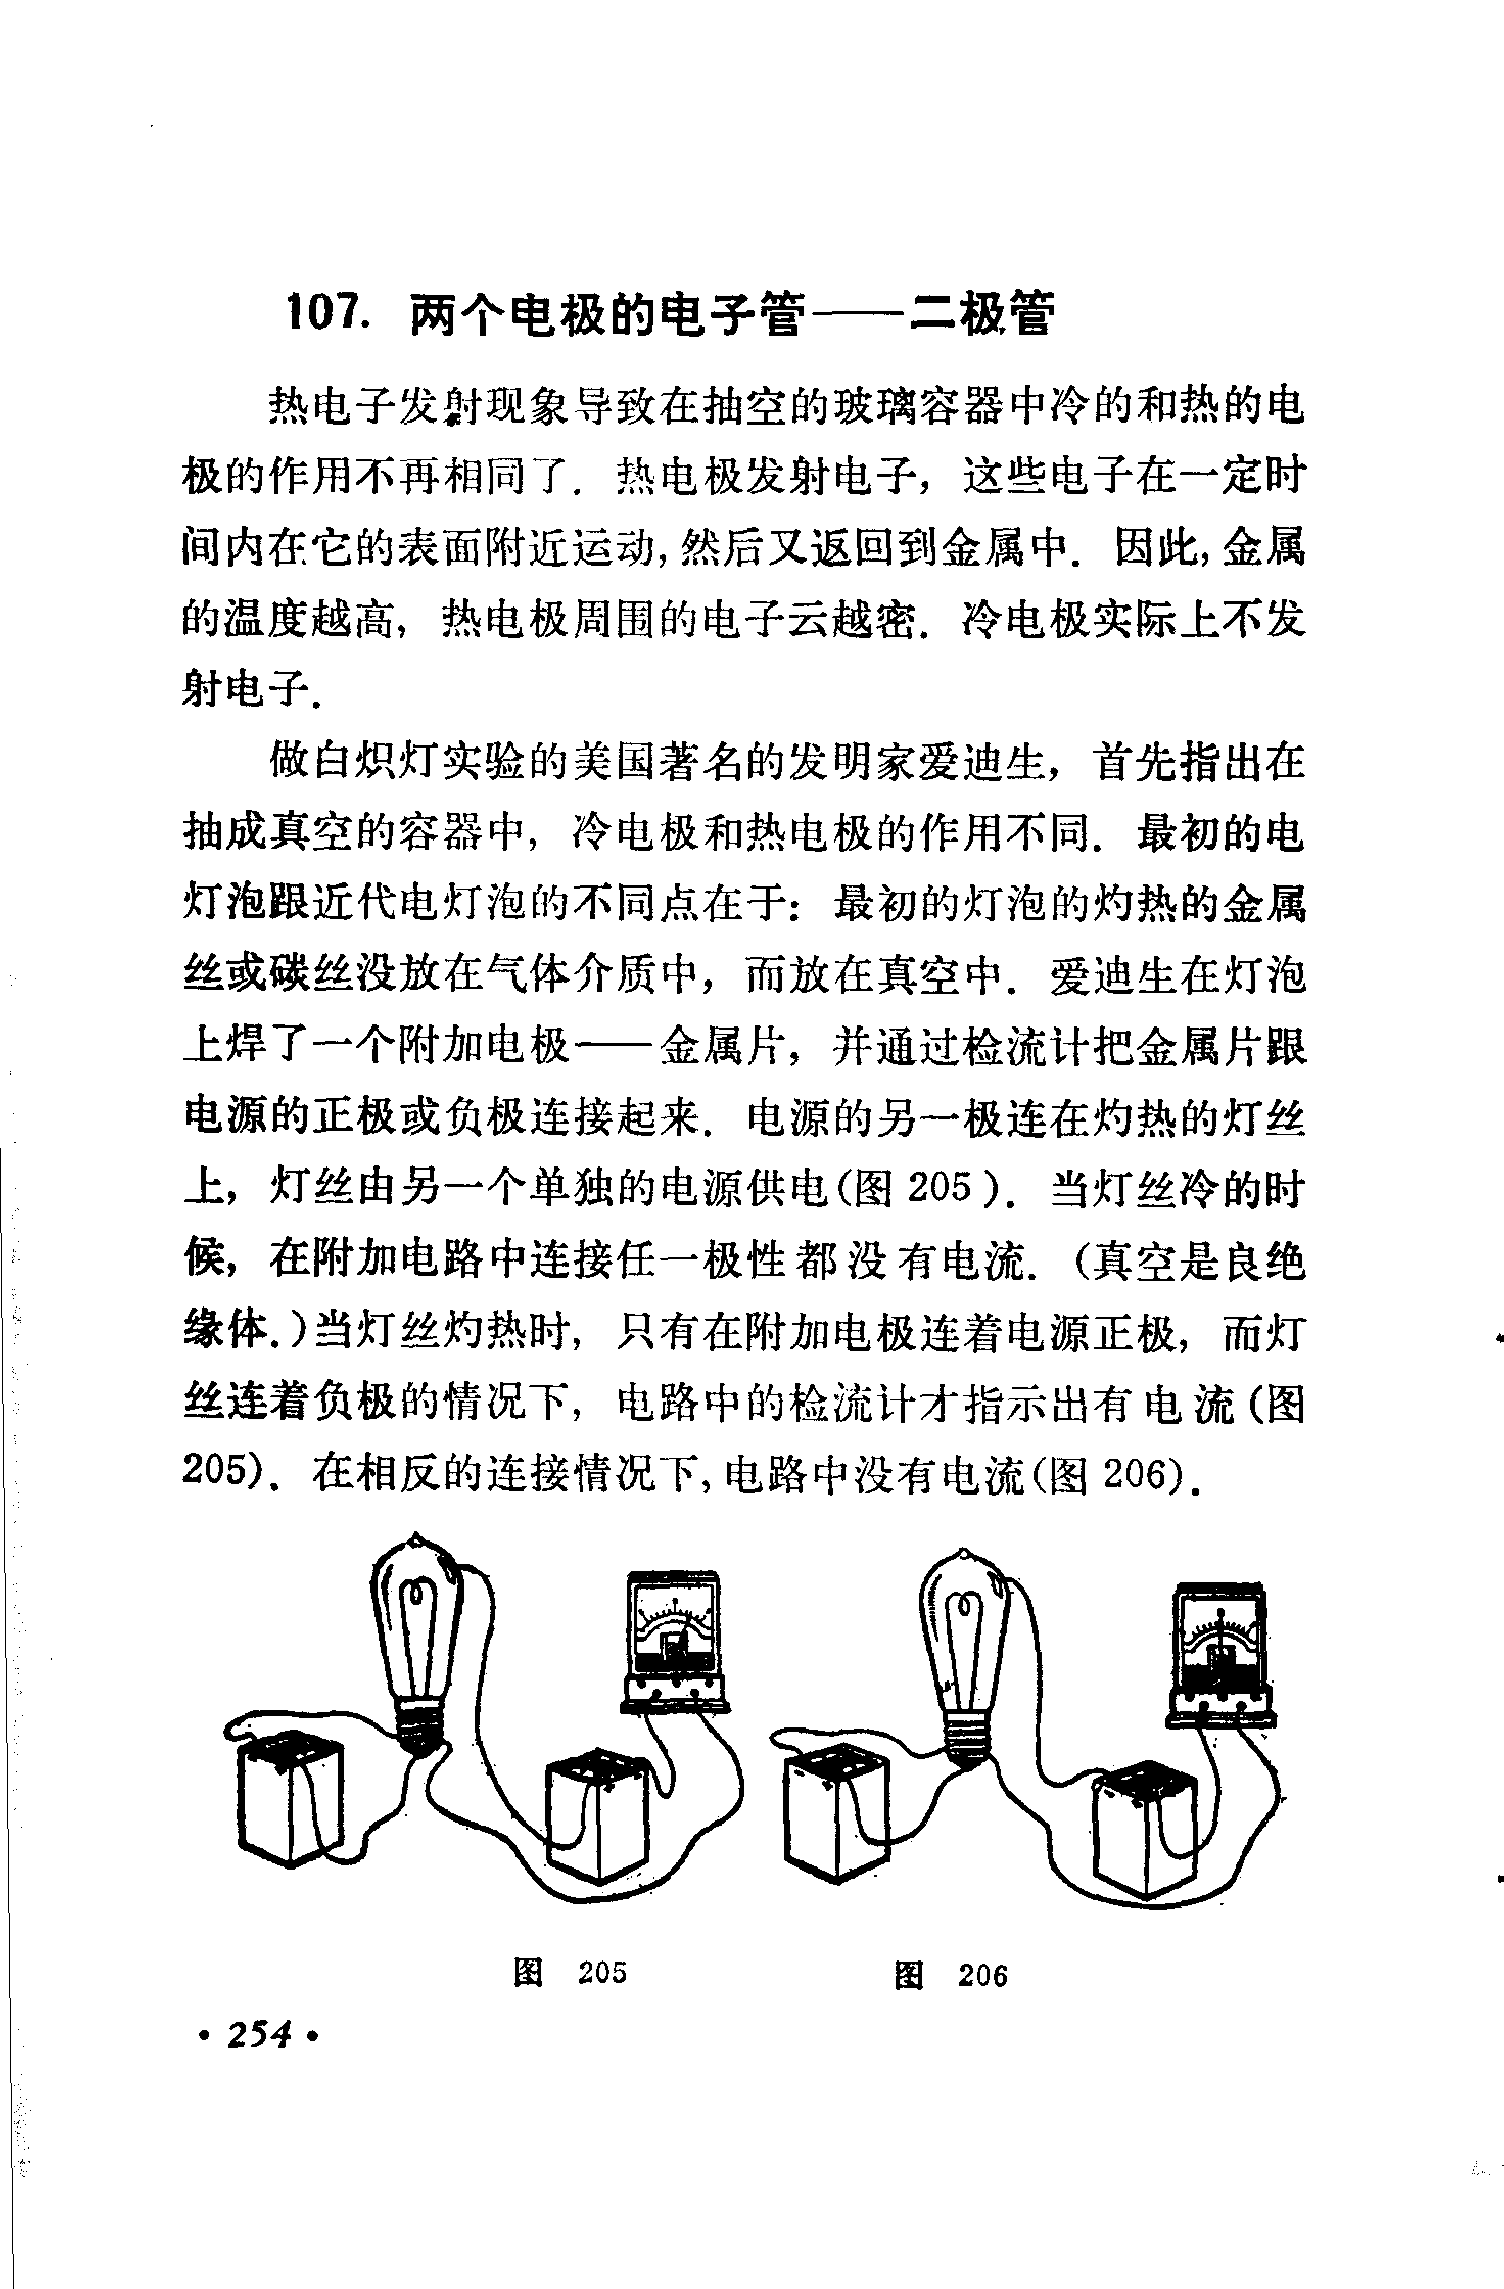 107. 两个电极的电子管——二极管
热电子发射现象导致在抽空的玻璃容器中冷的和热的电
极的作用不再相同了．热电极发射电子，这些电子在一定时
间内在它的表面附近运动，然后又返回到金属中．因此，金属
的温度越高，热电极周围的电子云越密．冷电极实际上不发
射电子．
做白炽灯实验的美国著名的发明家爱迪生，首先指出在
抽成真空的容器中，冷电极和热电极的作用不同．最初的电
灯泡跟近代电灯泡的不同点在于：最初的灯泡的灼热的金属
丝或碳丝没放在气体介质中，而放在真空中．爱迪生在灯泡
上焊了一个附加电极——金属片，并通过检流计把金属片跟
电源的正极或负极连接起来．电源的另一极连在灼热的灯丝
上，灯丝由另一个单独的电源供电(图 205)．当灯丝冷的时
候，在附加电路中连接任一极性都没有电流．(真空是良绝
缘体．)当灯丝灼热时，只有在附加电极连着电源正极，而灯
丝连着负极的情况下，电路中的检流计才指示出有电流(图
205)．在相反的连接情况下，电路中没有电流(图 206)．
图 205
图 206
· 254 ·